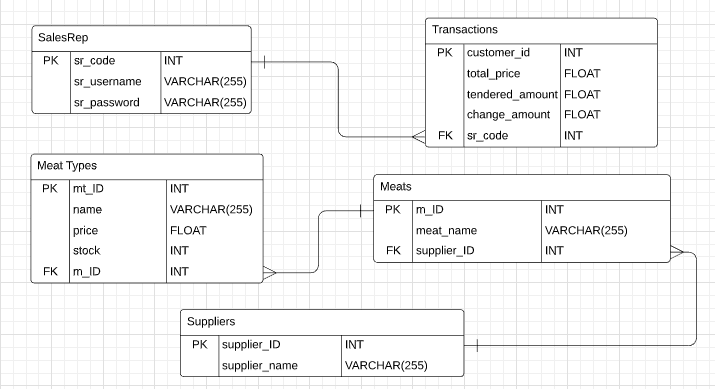 SalesRep
PK sr_code INT
sr_username VARCHAR(255)
sr_password VARCHAR(255)
Transactions
PK customer_id INT
total_price FLOAT
tendered_amount FLOAT
change_amount FLOAT
FK sr_code INT
Meat Types
PK mt_ID INT
name VARCHAR(255)
price FLOAT
stock INT
FK m_ID INT
Meats
PK m_ID INT
meat_name VARCHAR(255)
FK supplier_ID INT
Suppliers
PK supplier_ID INT
supplier_name VARCHAR(255)